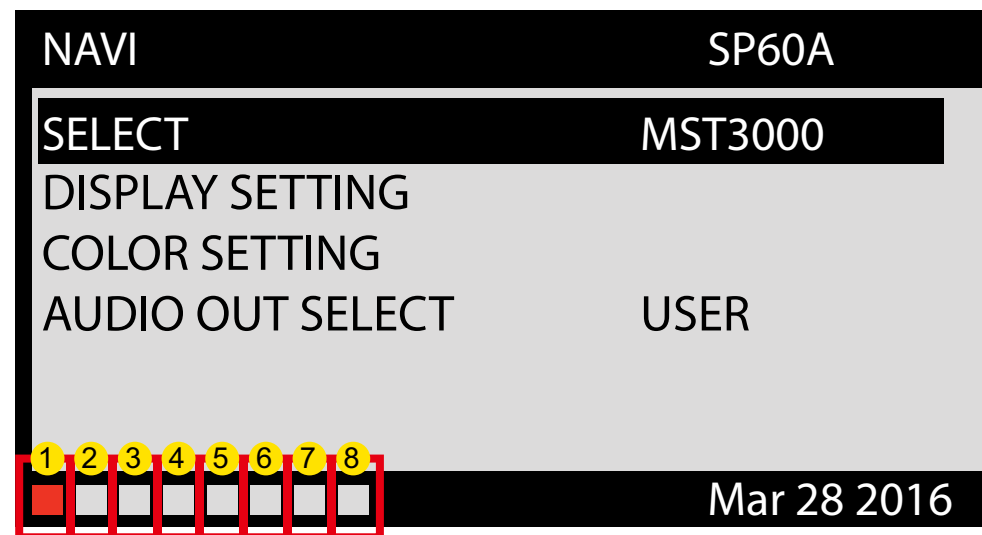 NAVI SP60A
SELECT MST3000
DISPLAY SETTING
COLOR SETTING
AUDIO OUT SELECT USER
1 2 3 4 5 6 7 8
Mar 28 2016